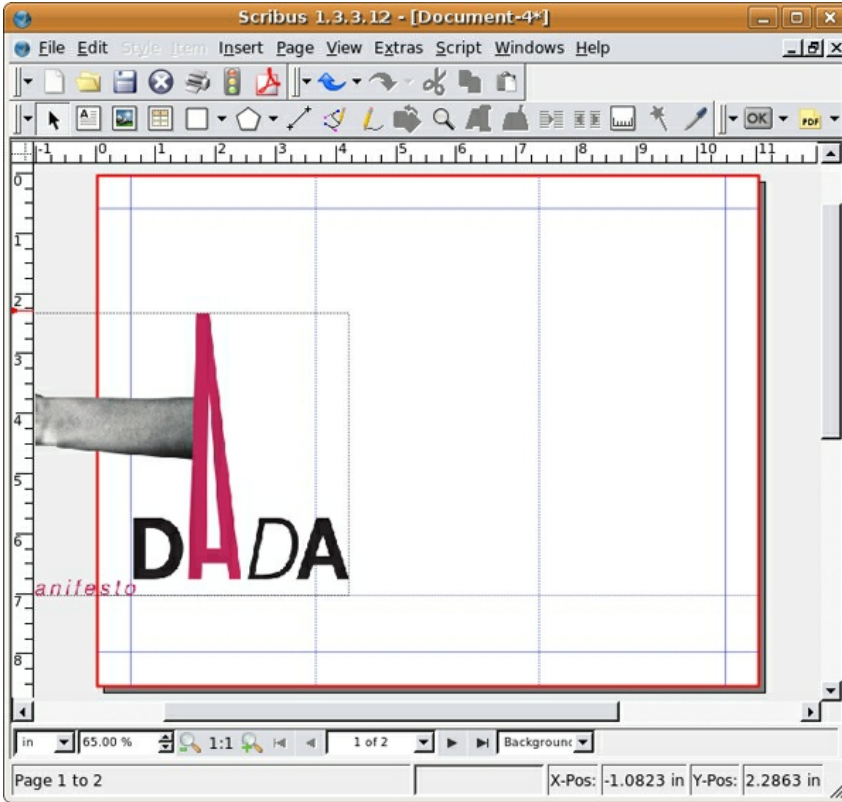 Scribus 1.3.3.12 - [Document-4*]
File Edit Style Item Insert Page View Extras Script Windows Help
OK PDF
-1 0 1 2 3 4 5 6 7 8 9 10 11
0
1
2
3
4
5
6
7
8
DADA
anifesto
in 65.00 % 1:1 1 of 2 Background
Page 1 to 2 X-Pos: -1.0823 in Y-Pos: 2.2863 in